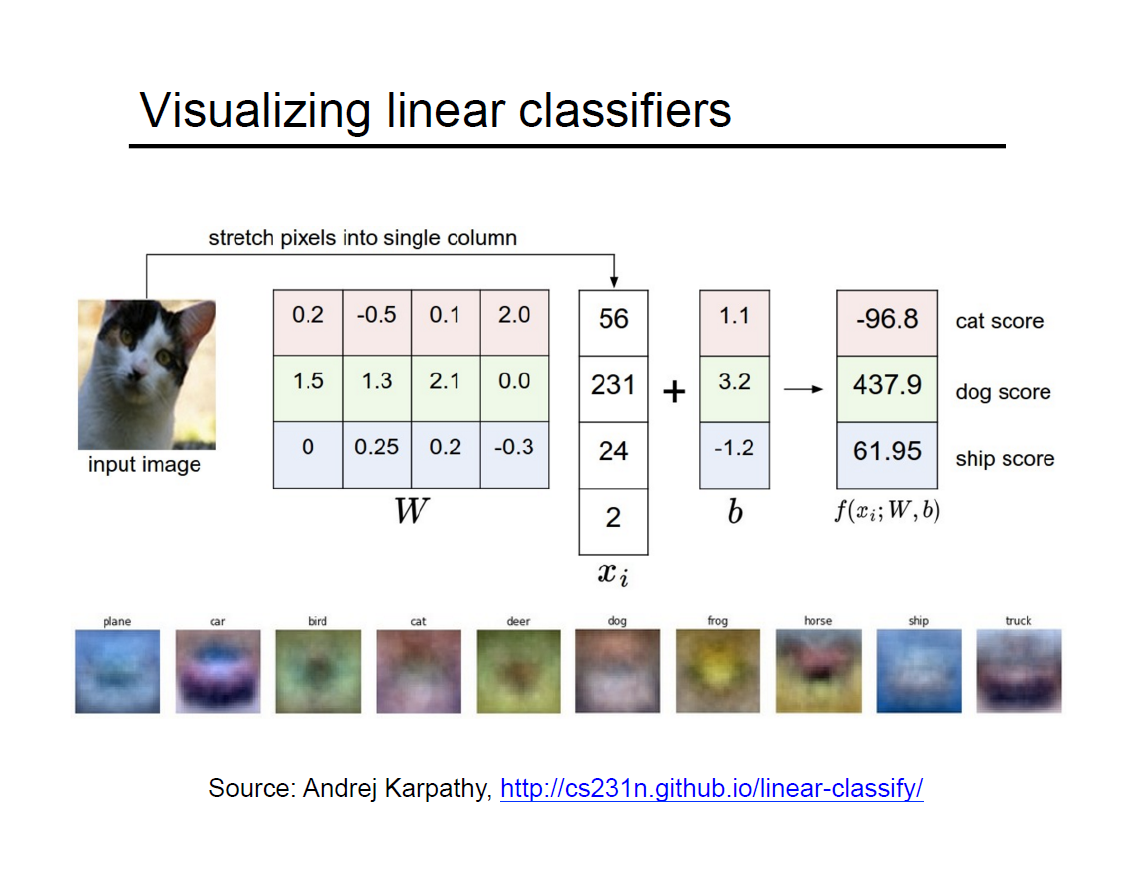 Visualizing linear classifiers
stretch pixels into single column
input image
0.2 -0.5 0.1 2.0
1.5 1.3 2.1 0.0
0 0.25 0.2 -0.3
W
56
231
24
2
xᵢ
+
1.1
3.2
-1.2
b
-96.8 cat score
437.9 dog score
61.95 ship score
f(xᵢ; W, b)
plane car bird cat deer dog frog horse ship truck
Source: Andrej Karpathy, http://cs231n.github.io/linear-classify/